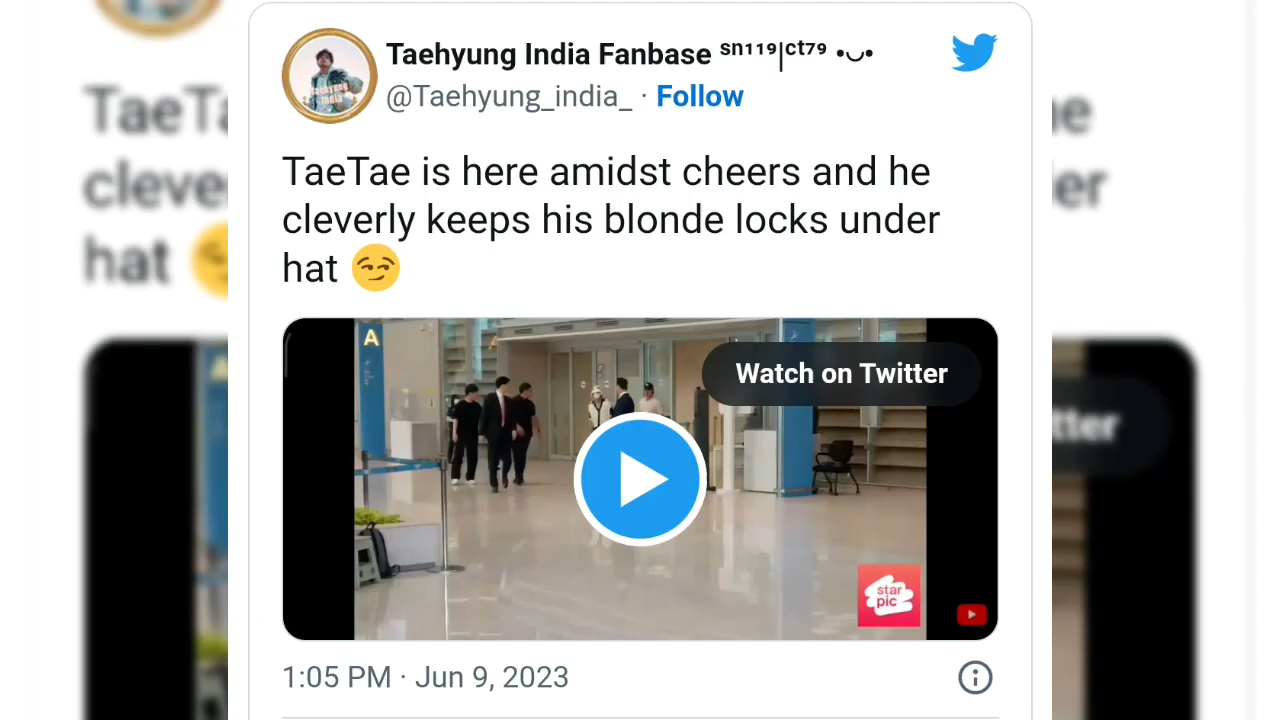 Taehyung India Fanbase ˢⁿ¹¹⁹|ᶜᵗ⁷⁹ •ᴗ•
@Taehyung_india_ · Follow
TaeTae is here amidst cheers and he
cleverly keeps his blonde locks under
hat 😏
A
Watch on Twitter
star
pic
1:05 PM · Jun 9, 2023